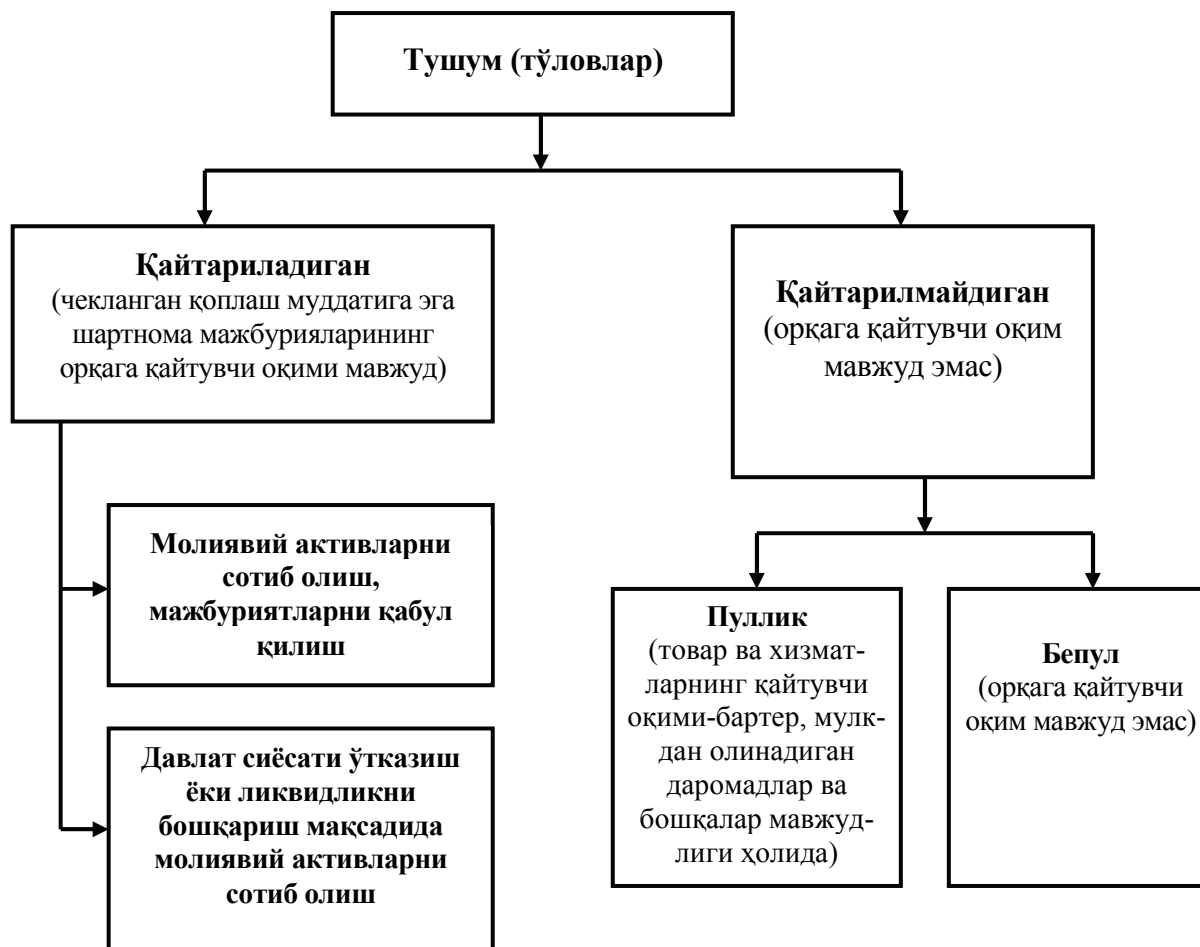 Тушум (тўловлар)
Қайтариладиган
(чекланган қоплаш муддатига эга
шартнома мажбурияларининг
орқага қайтувчи оқими мавжуд)
Қайтарилмайдиган
(орқага қайтувчи оқим
мавжуд эмас)
Молиявий активларни
сотиб олиш,
мажбуриятларни қабул
қилиш
Давлат сиёсати ўтказиш
ёки ликвидликни
бошқариш мақсадида
молиявий активларни
сотиб олиш
Пуллик
(товар ва хизмат-
ларнинг қайтувчи
оқими-бартер, мулк-
дан олинадиган
даромадлар ва
бошқалар мавжуд-
лиги ҳолида)
Бепул
(орқага қайтувчи
оқим мавжуд эмас)